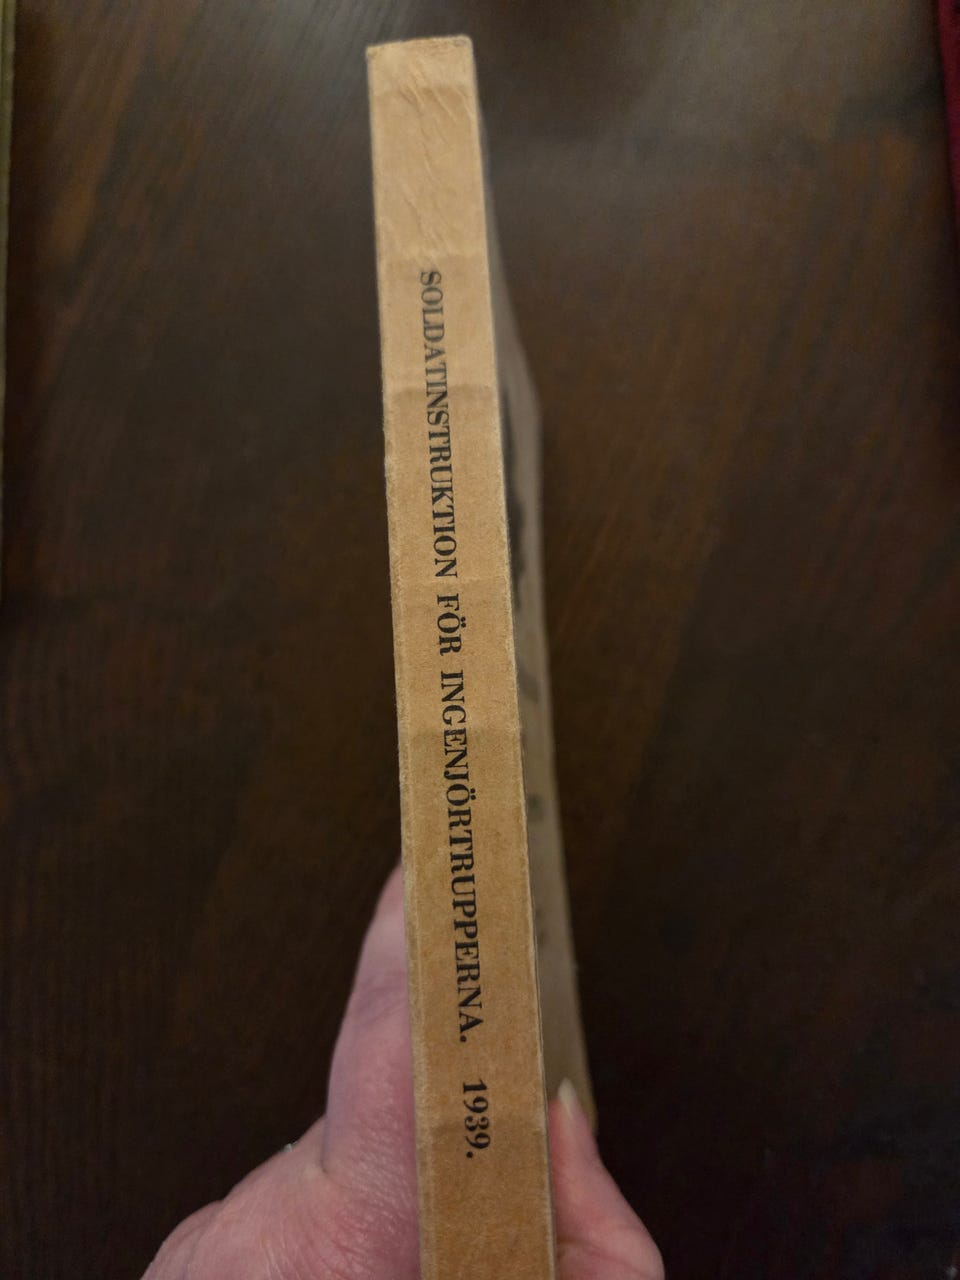 SOLDATINSTRUKTION FÖR INGENJÖRTRUPPERNA. 1939.